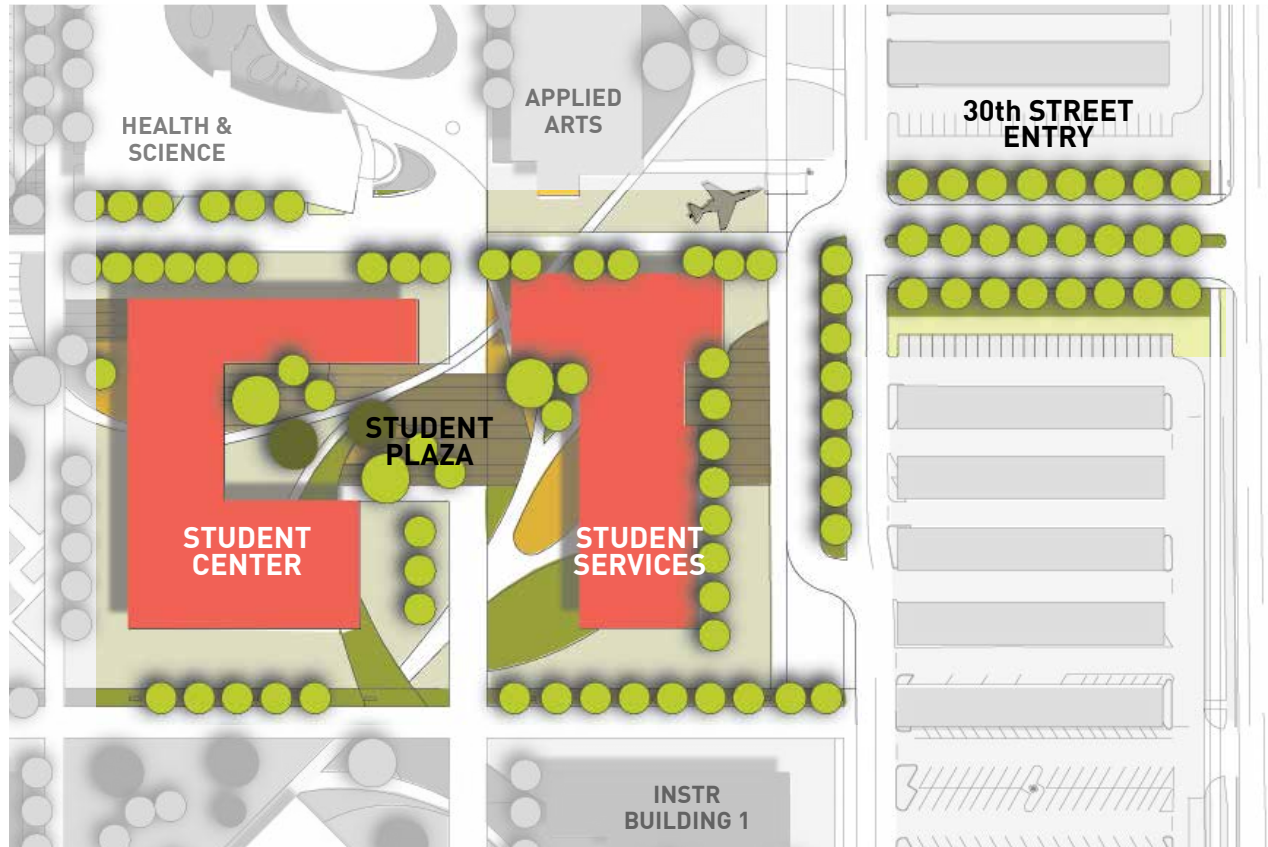 HEALTH &
SCIENCE
APPLIED
ARTS
30th STREET
ENTRY
STUDENT
PLAZA
STUDENT
CENTER
STUDENT
SERVICES
INSTR
BUILDING 1